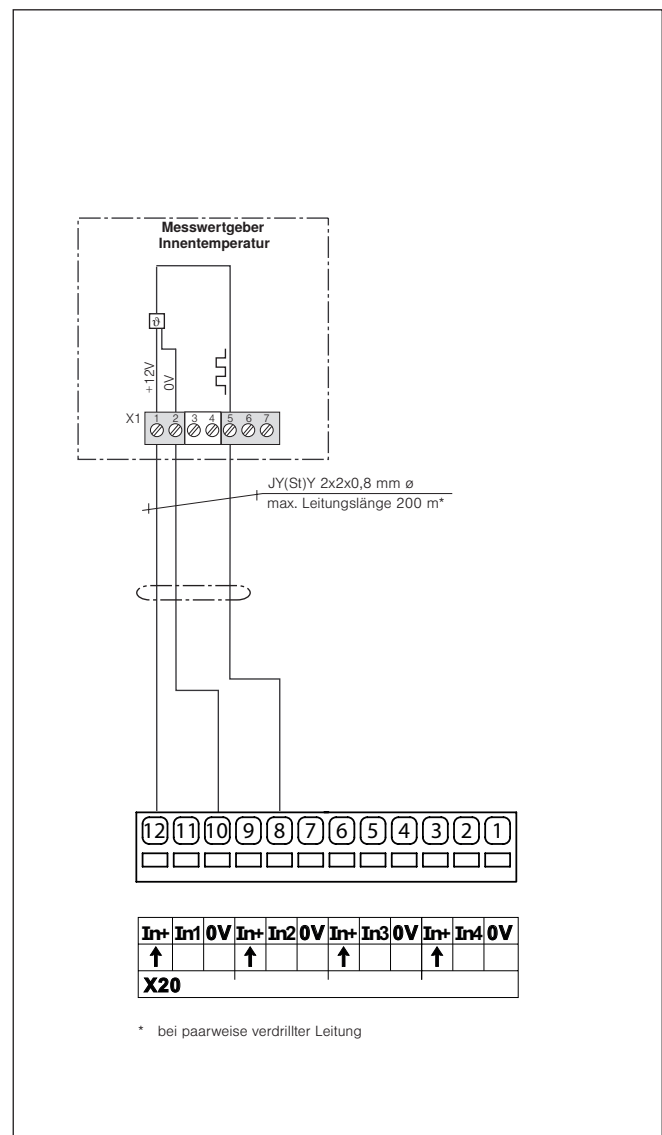 Messwertgeber
Innentemperatur
ϑ
+12V
0V
X1 1 2 3 4 5 6 7
JY(St)Y 2x2x0,8 mm ø
max. Leitungslänge 200 m*
12 11 10 9 8 7 6 5 4 3 2 1
In+ In1 0V In+ In2 0V In+ In3 0V In+ In4 0V
X20
* bei paarweise verdrillter Leitung